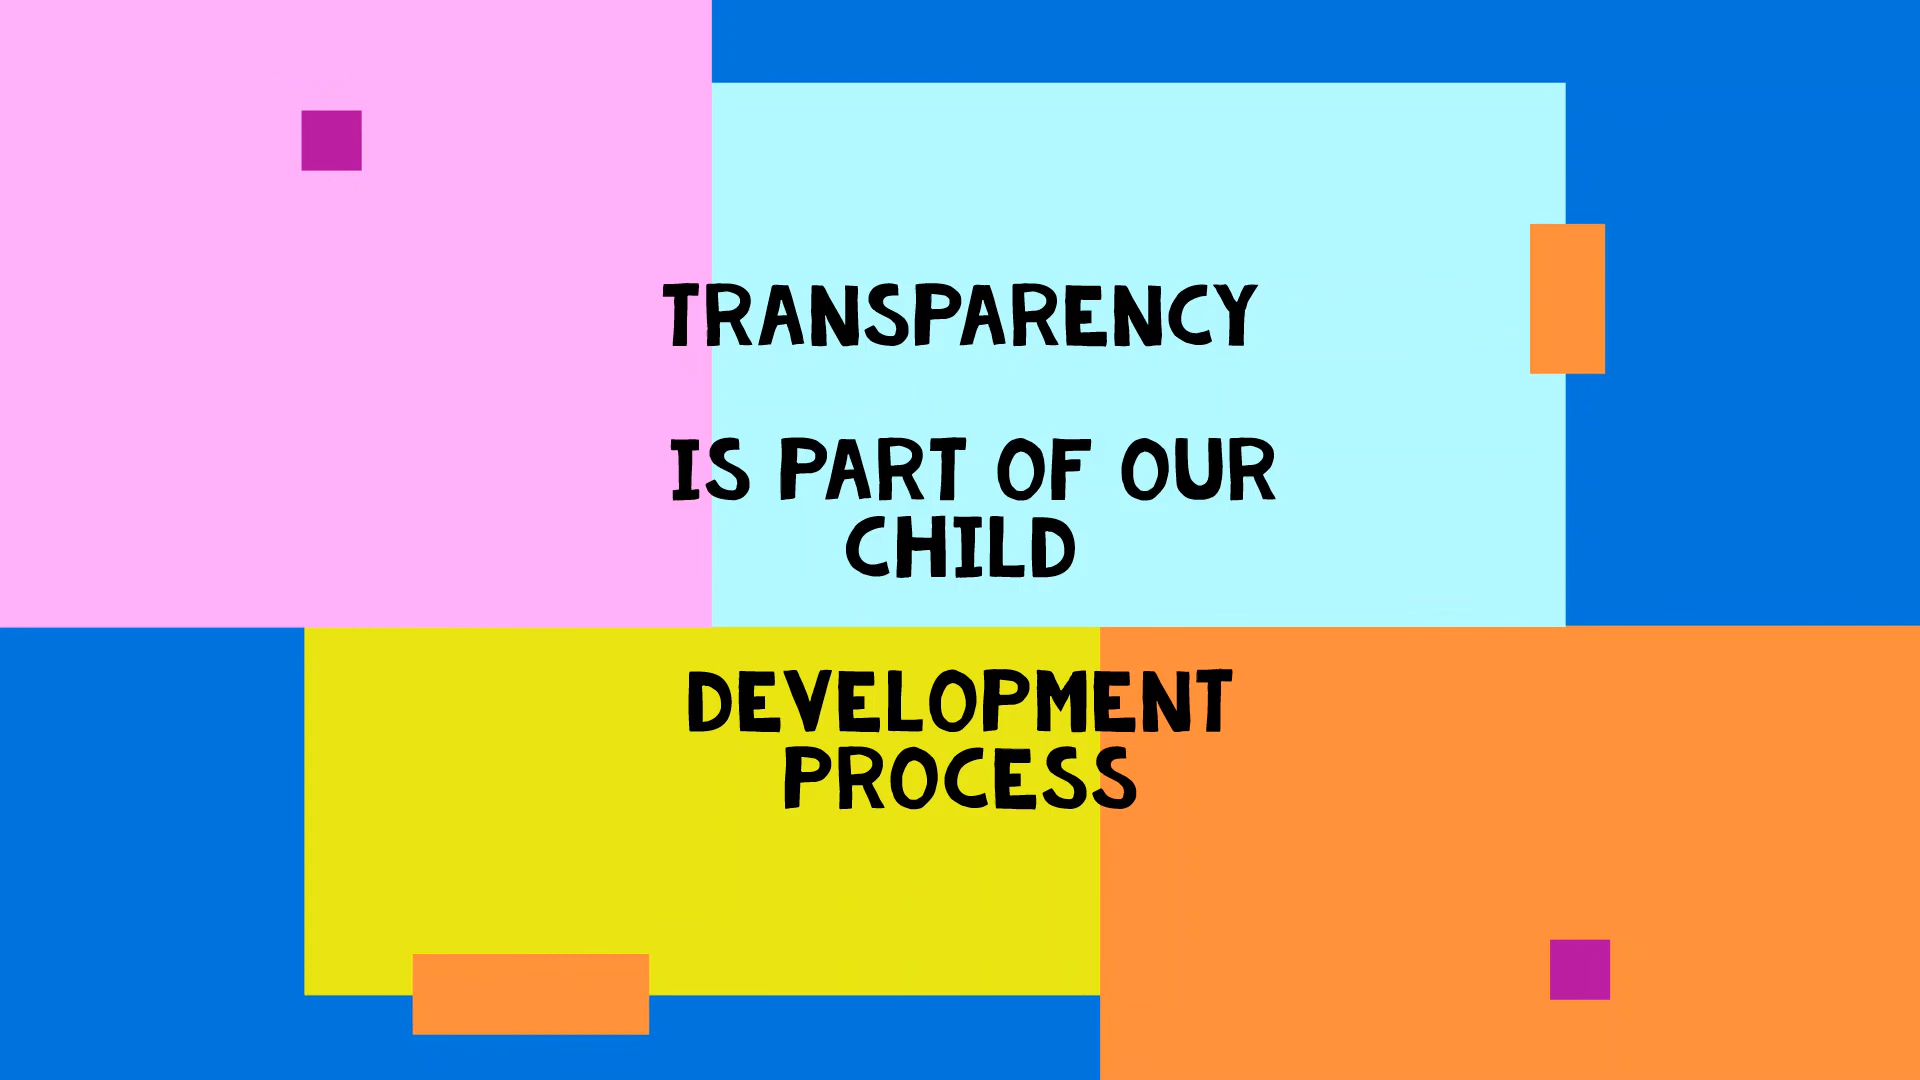 TRANSPARENCY
IS PART OF OUR
CHILD
DEVELOPMENT
PROCESS